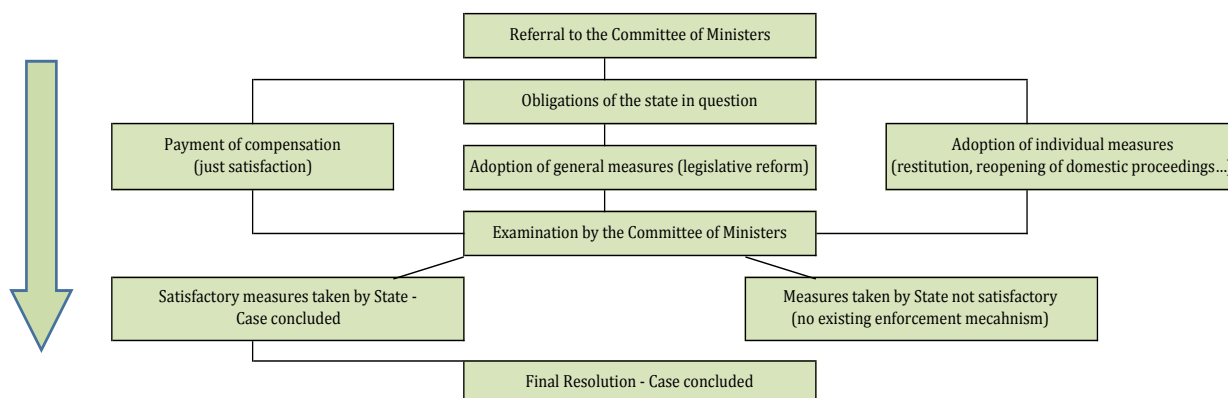 Referral to the Committee of Ministers
Obligations of the state in question
Payment of compensation
(just satisfaction)
Adoption of general measures (legislative reform)
Adoption of individual measures
(restitution, reopening of domestic proceedings...)
Examination by the Committee of Ministers
Satisfactory measures taken by State -
Case concluded
Measures taken by State not satisfactory
(no existing enforcement mecahnism)
Final Resolution - Case concluded